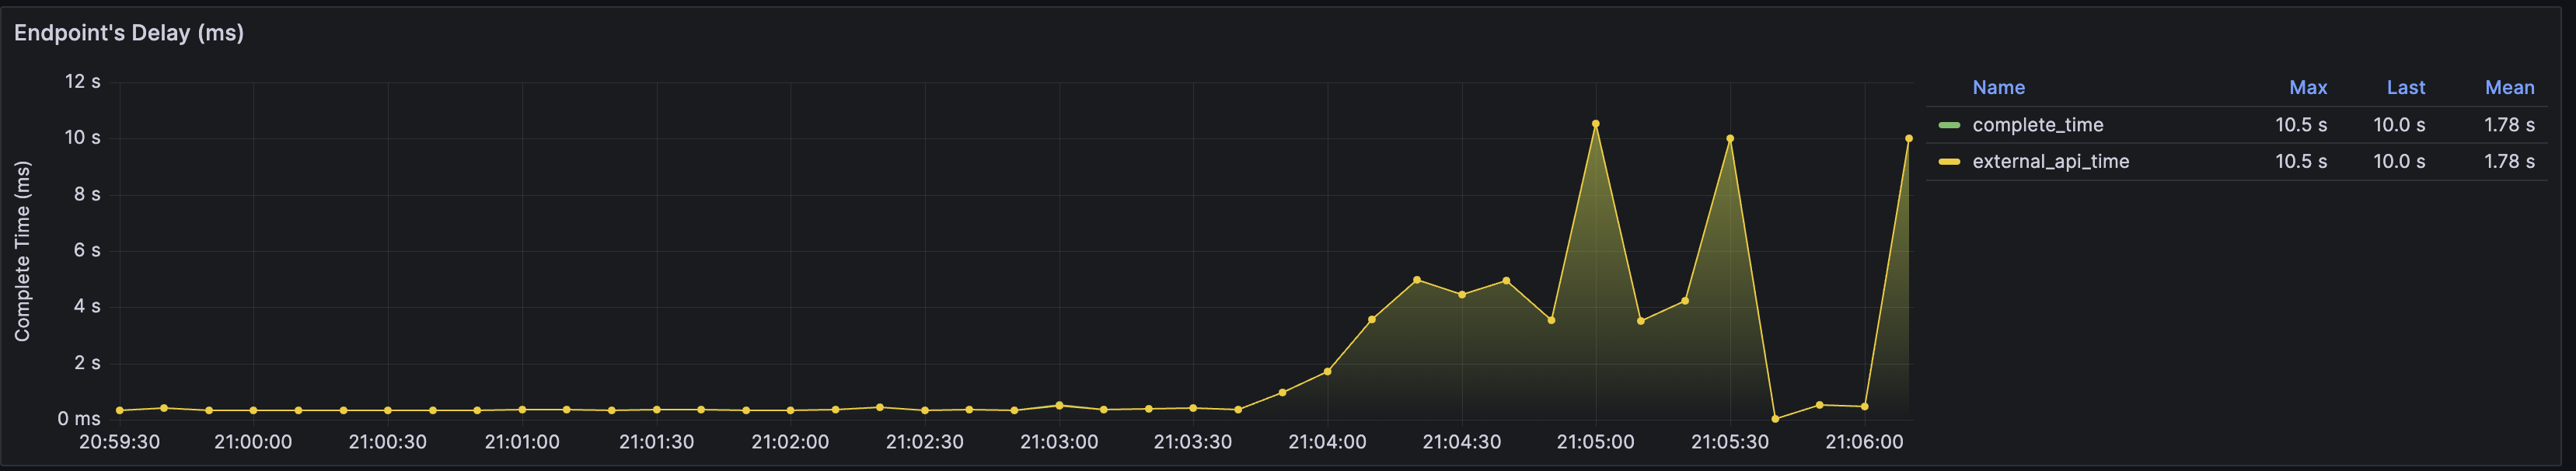 Endpoint's Delay (ms)
Complete Time (ms)
12 s
10 s
8 s
6 s
4 s
2 s
0 ms
20:59:30 21:00:00 21:00:30 21:01:00 21:01:30 21:02:00 21:02:30 21:03:00 21:03:30 21:04:00 21:04:30 21:05:00 21:05:30 21:06:00
Name Max Last Mean
complete_time 10.5 s 10.0 s 1.78 s
external_api_time 10.5 s 10.0 s 1.78 s